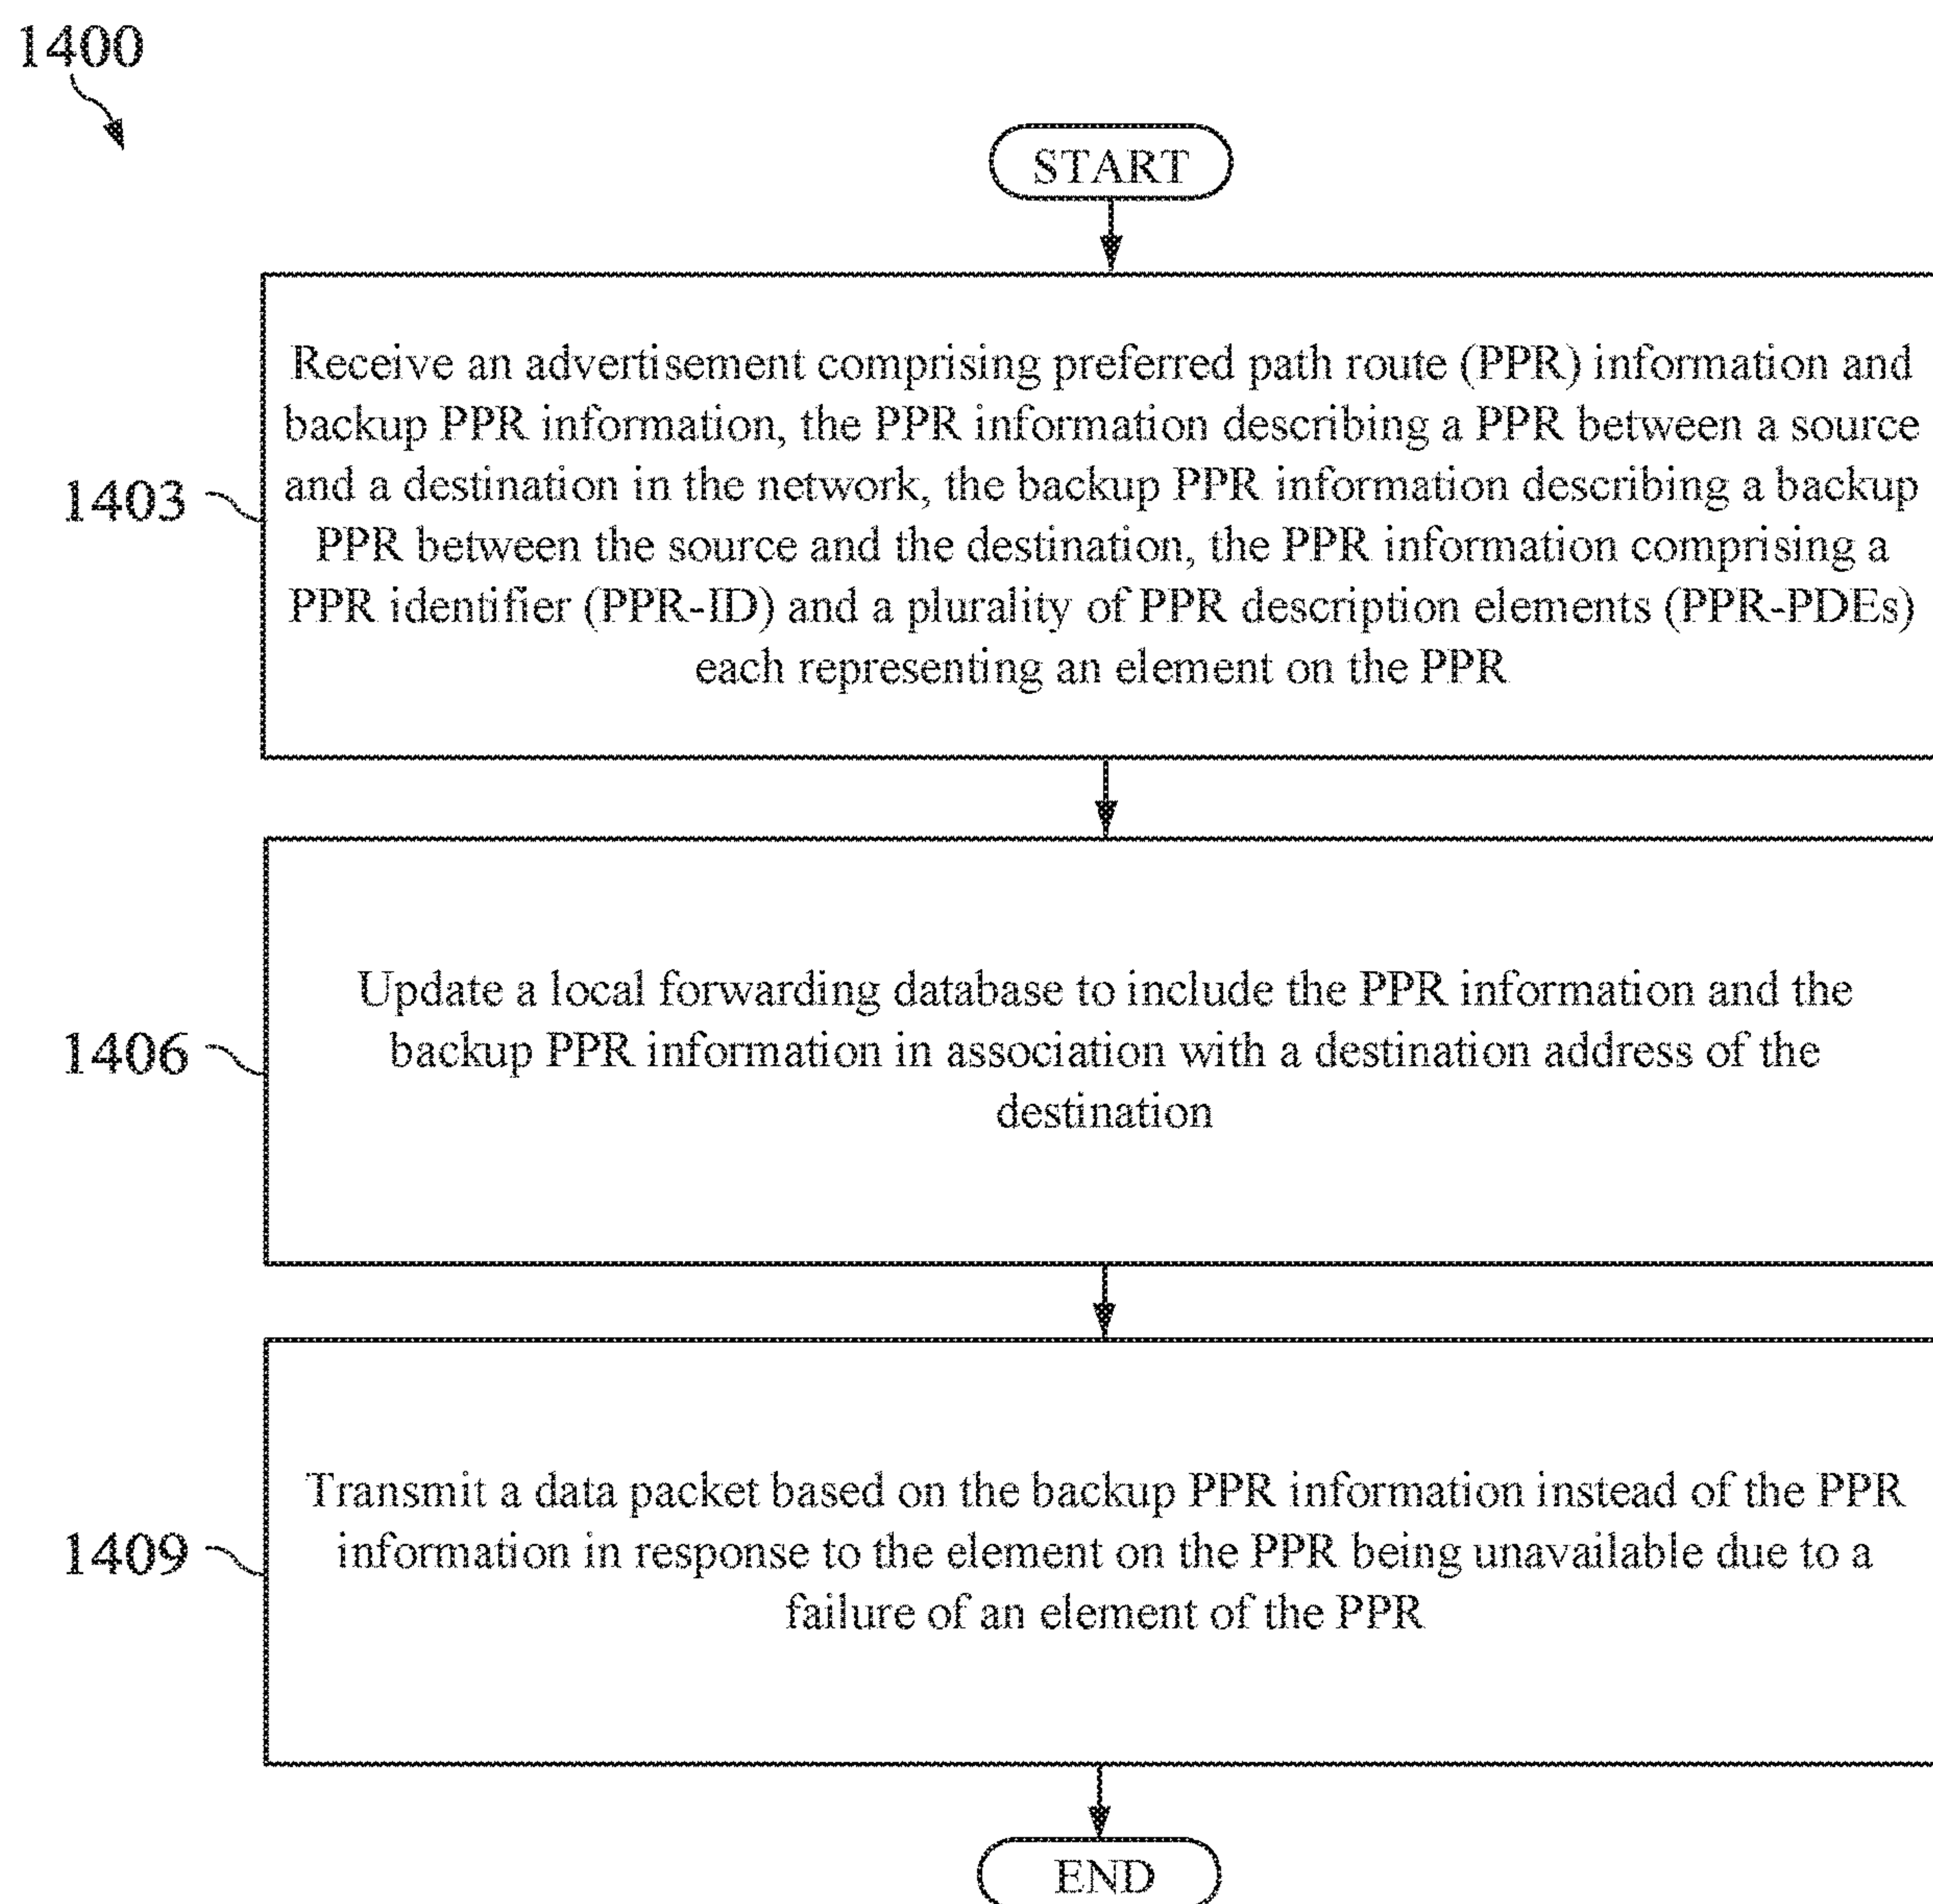 1400
START
Receive an advertisement comprising preferred path route (PPR) information and
backup PPR information, the PPR information describing a PPR between a source
and a destination in the network, the backup PPR information describing a backup
PPR between the source and the destination, the PPR information comprising a
PPR identifier (PPR-ID) and a plurality of PPR description elements (PPR-PDEs)
each representing an element on the PPR
1403
Update a local forwarding database to include the PPR information and the
backup PPR information in association with a destination address of the
destination
1406
Transmit a data packet based on the backup PPR information instead of the PPR
information in response to the element on the PPR being unavailable due to a
failure of an element of the PPR
1409
END